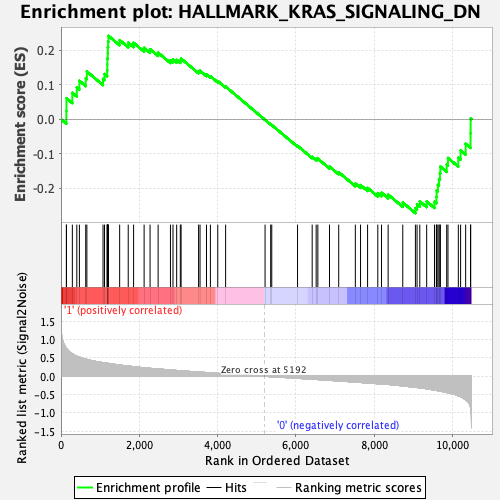 Enrichment plot: HALLMARK_KRAS_SIGNALING_DN
Enrichment score (ES)
0.2
0.1
0.0
-0.1
-0.2
'1' (positively correlated)
Ranked list metric (Signal2Noise)
1.5
1.0
0.5
0.0
-0.5
-1.0
-1.5
Zero cross at 5192
'0' (negatively correlated)
0
2,000
4,000
6,000
8,000
10,000
Rank in Ordered Dataset
Enrichment profile
Hits
Ranking metric scores